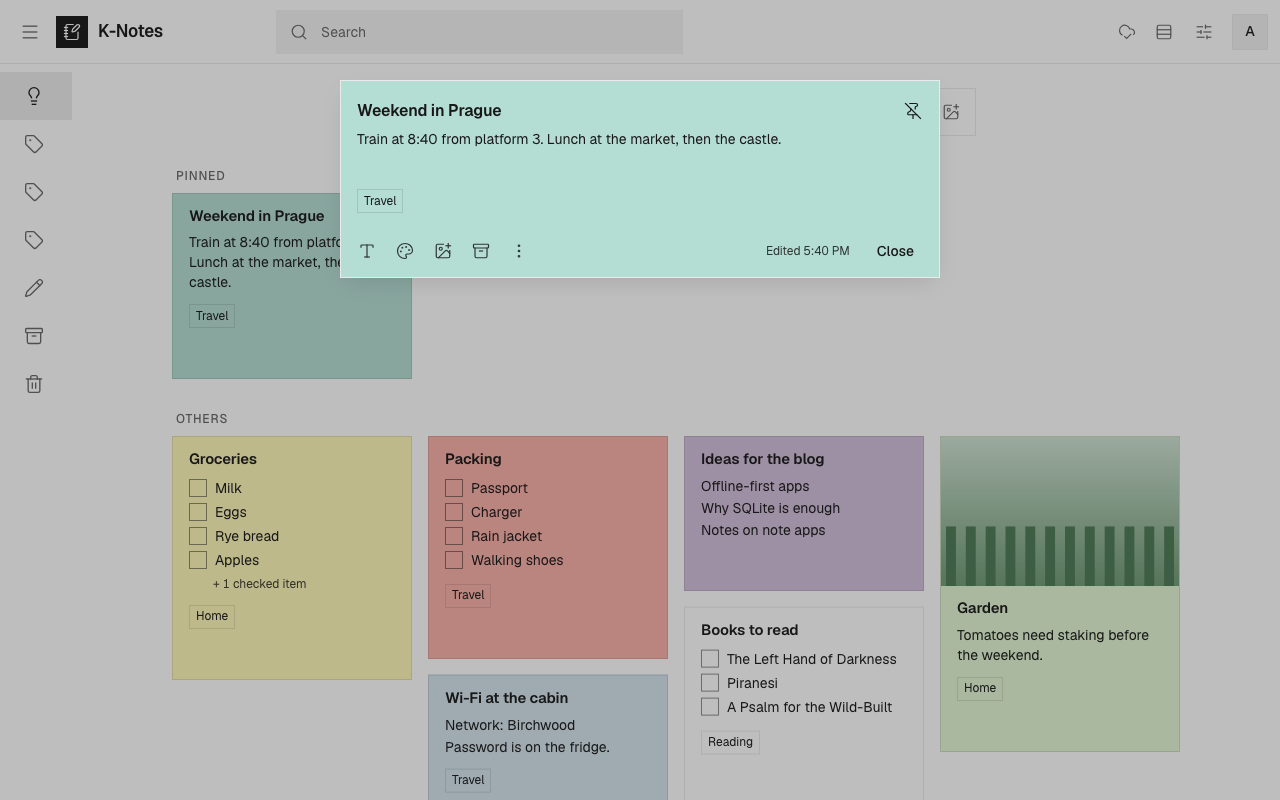 K-Notes
Search
A
Weekend in Prague
Train at 8:40 from platform 3. Lunch at the market, then the castle.
Travel
Edited 5:40 PM
Close
PINNED
Weekend in Prague
Train at 8:40 from platfo
Lunch at the market, the
castle.
Travel
OTHERS
Groceries
Milk
Eggs
Rye bread
Apples
+ 1 checked item
Home
Packing
Passport
Charger
Rain jacket
Walking shoes
Travel
Wi-Fi at the cabin
Network: Birchwood
Password is on the fridge.
Travel
Ideas for the blog
Offline-first apps
Why SQLite is enough
Notes on note apps
Books to read
The Left Hand of Darkness
Piranesi
A Psalm for the Wild-Built
Reading
Garden
Tomatoes need staking before
the weekend.
Home